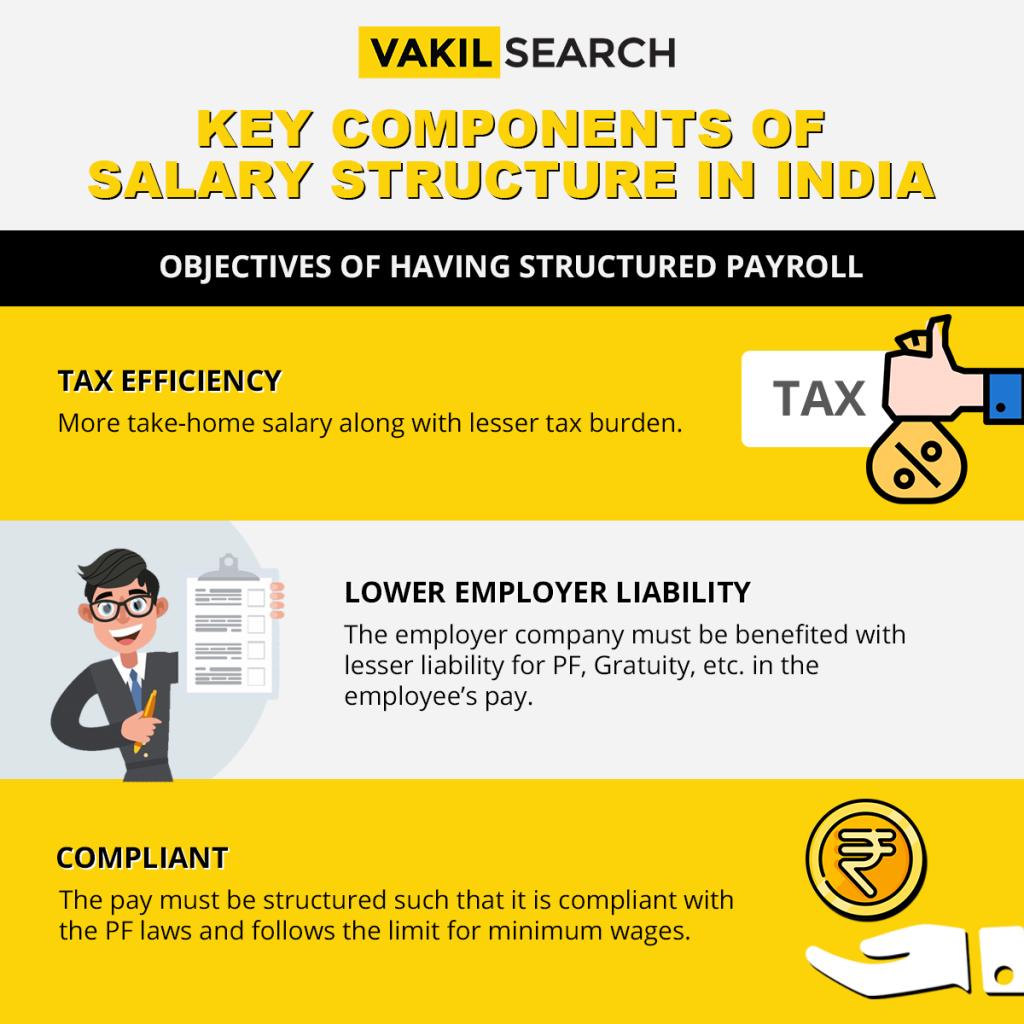 VAKIL SEARCH
KEY COMPONENTS OF
SALARY STRUCTURE IN INDIA
OBJECTIVES OF HAVING STRUCTURED PAYROLL
TAX EFFICIENCY
More take-home salary along with lesser tax burden.
TAX
%
LOWER EMPLOYER LIABILITY
The employer company must be benefited with
lesser liability for PF, Gratuity, etc. in the
employee’s pay.
COMPLIANT
The pay must be structured such that it is compliant with
the PF laws and follows the limit for minimum wages.
₹